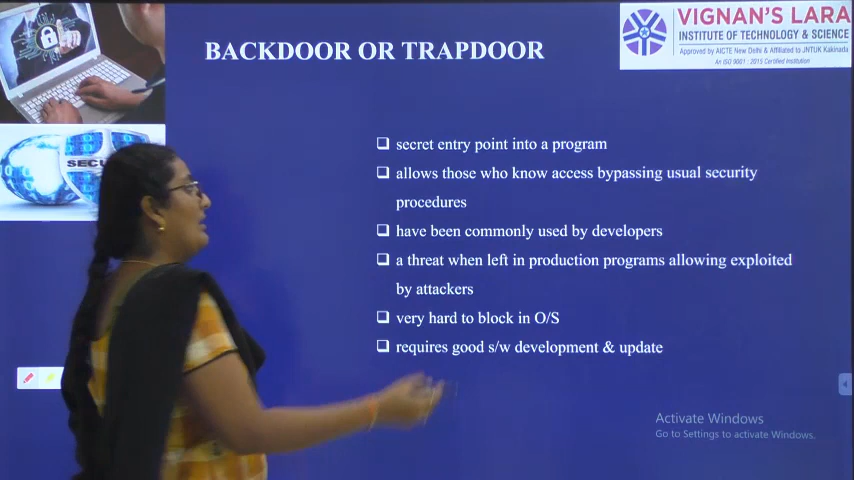 BACKDOOR OR TRAPDOOR
VIGNAN'S LARA
INSTITUTE OF TECHNOLOGY & SCIENCE
Approved by AICTE New Delhi & Affiliated to JNTUK Kakinada
An ISO 9001 : 2015 Certified Institution
SECU
❑ secret entry point into a program
❑ allows those who know access bypassing usual security
procedures
❑ have been commonly used by developers
❑ a threat when left in production programs allowing exploited
by attackers
❑ very hard to block in O/S
❑ requires good s/w development & update
Activate Windows
Go to Settings to activate Windows.